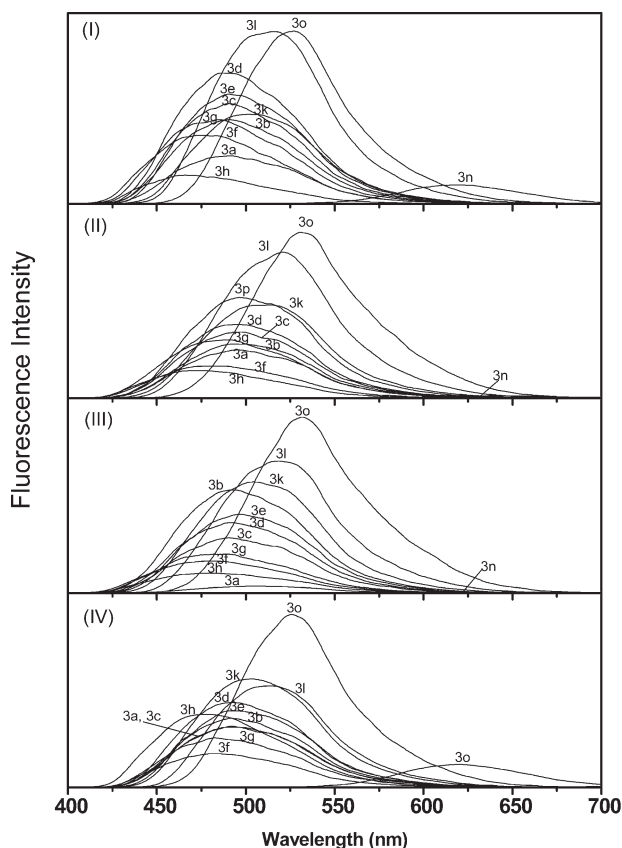 (I)
3l
3o
3d
3e
3c
3k
3g
3b
3f
3a
3h
3n
(II)
3o
3l
3p
3k
3d
3c
3g
3b
3a
3f
3h
3n
(III)
3o
3l
3b
3k
3e
3d
3c
3g
3f
3h
3a
3n
(IV)
3o
3k
3l
3d
3h
3e
3a, 3c
3b
3g
3f
3o
Fluorescence Intensity
400 450 500 550 600 650 700
Wavelength (nm)